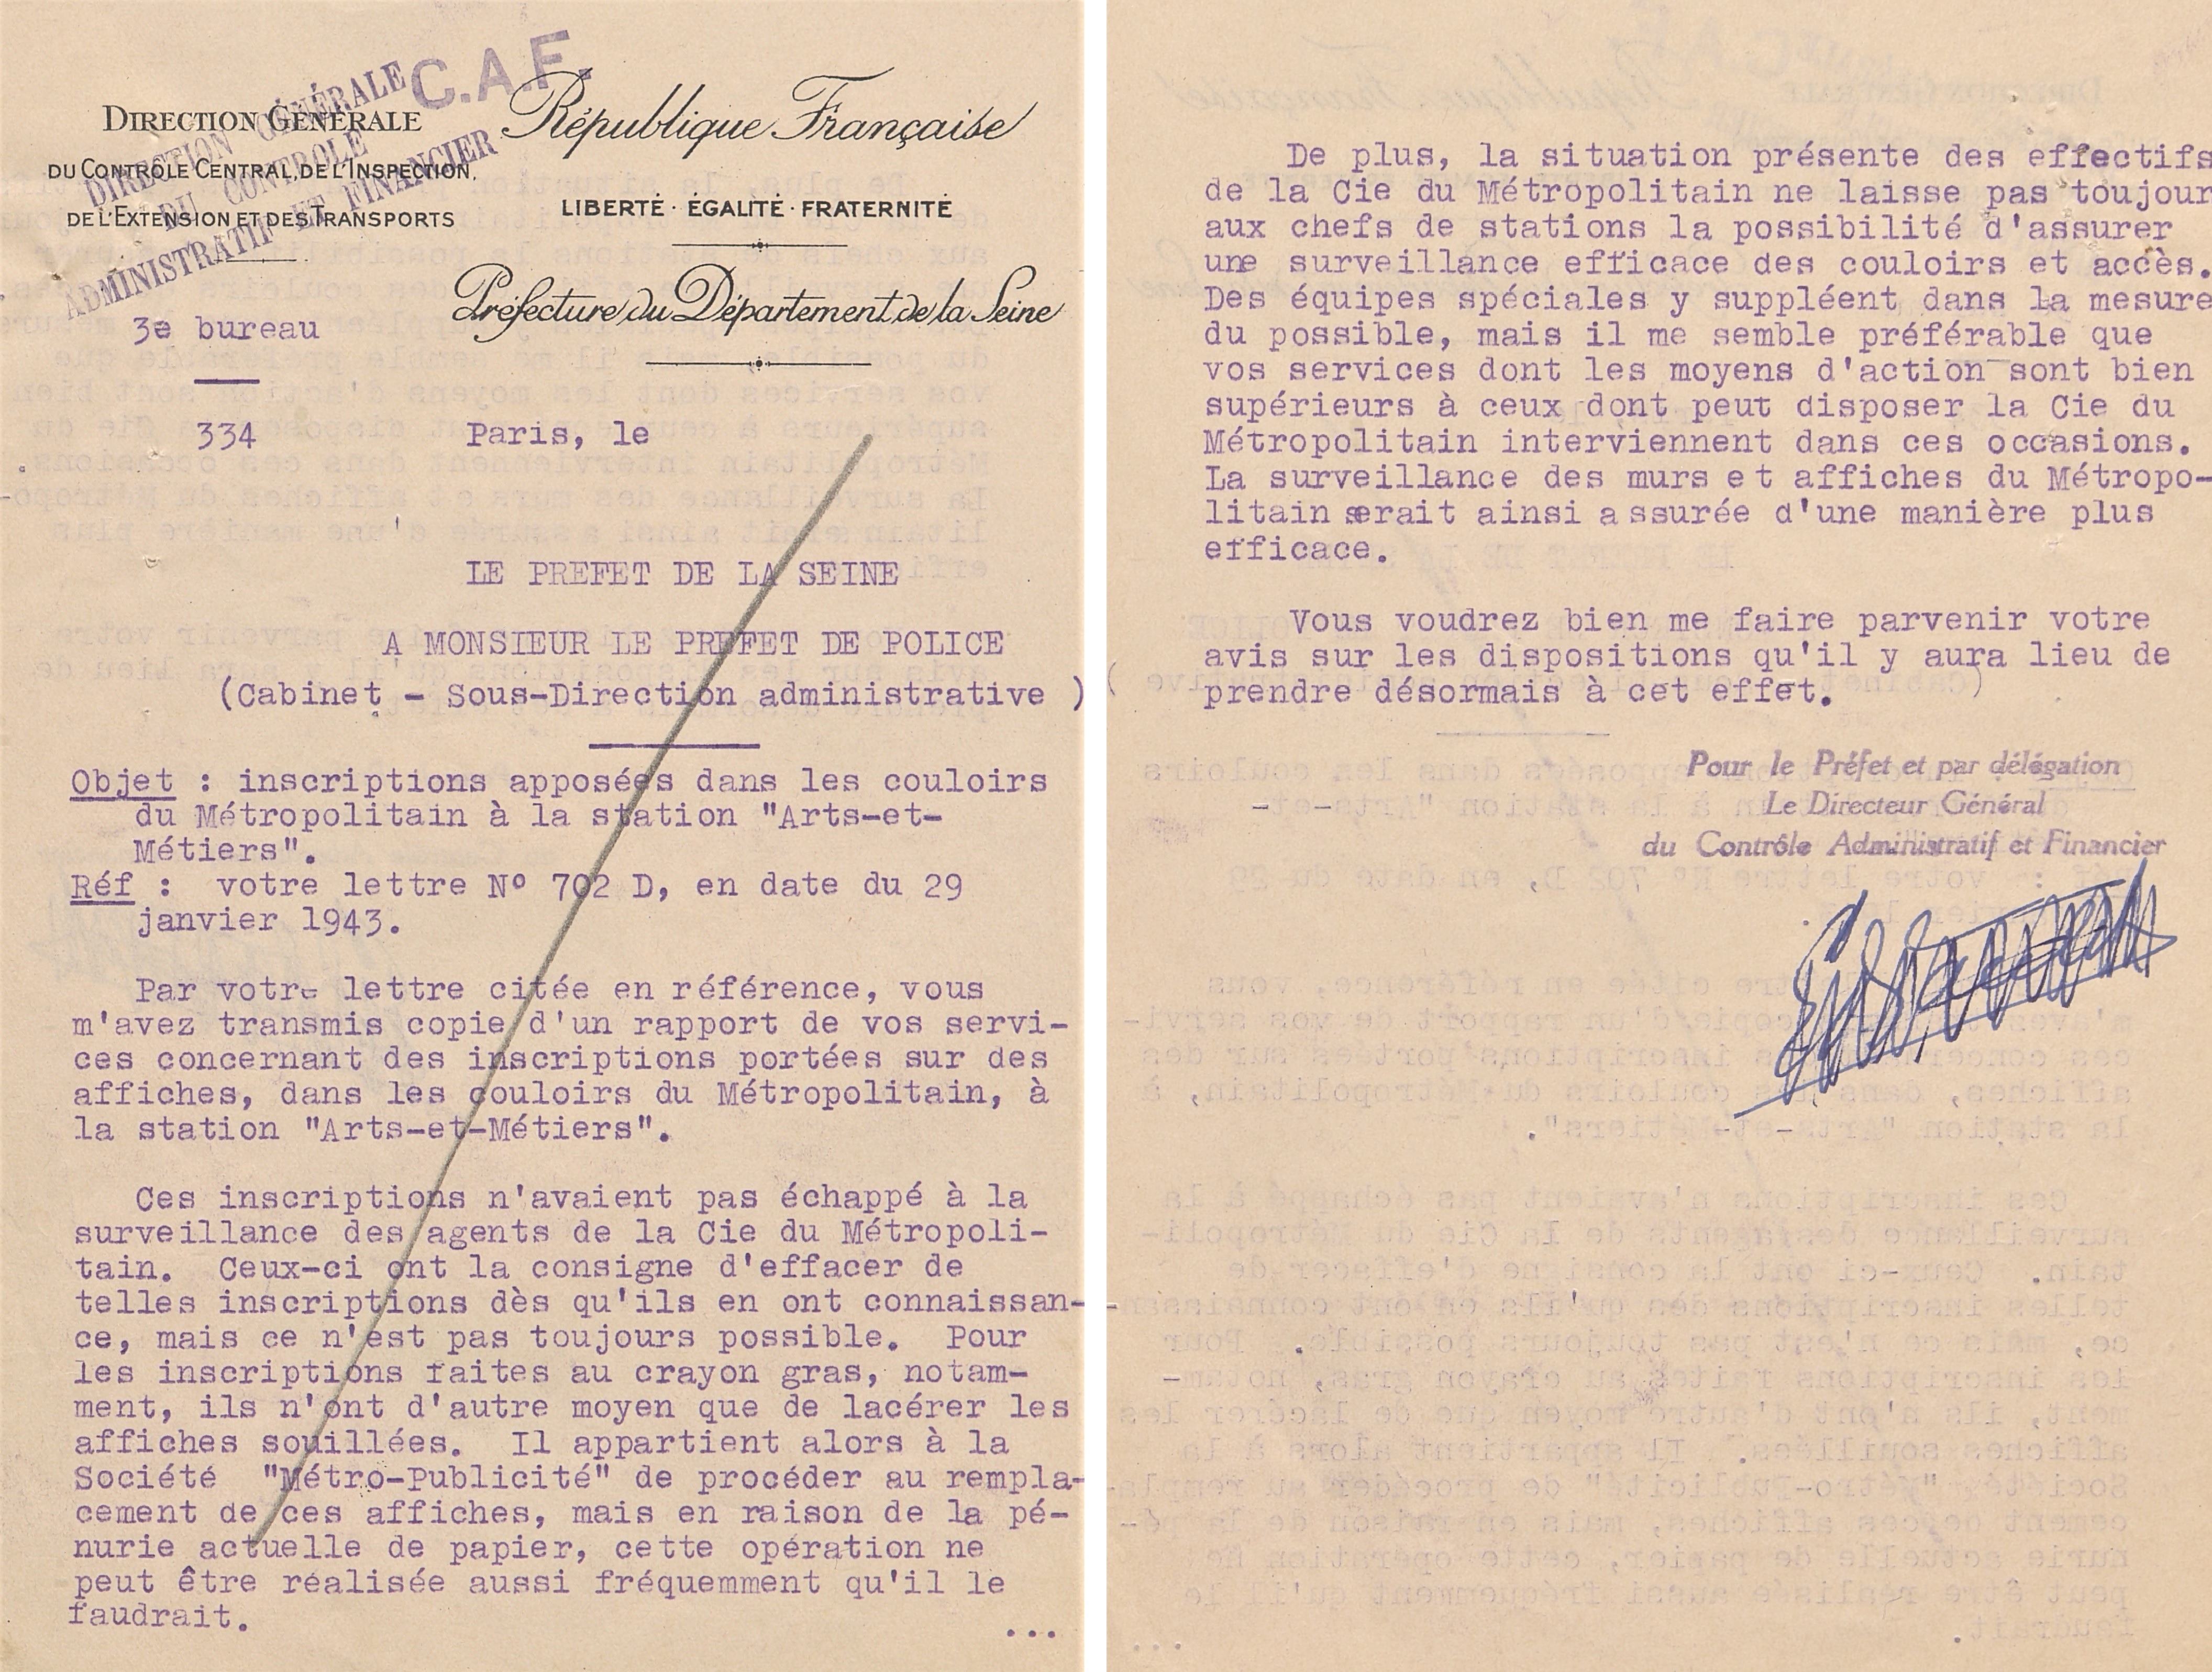 C.A.F.
DIRECTION GÉNÉRALE
DU CONTRÔLE
ADMINISTRATIF ET FINANCIER
DIRECTION GÉNÉRALE
DU CONTRÔLE CENTRAL, DE L'INSPECTION,
DE L'EXTENSION ET DES TRANSPORTS
3e bureau
334
République Française
LIBERTÉ · ÉGALITÉ · FRATERNITÉ
Préfecture du Département de la Seine
Paris, le
LE PREFET DE LA SEINE
A MONSIEUR LE PREFET DE POLICE
(Cabinet - Sous-Direction administrative )
Objet : inscriptions apposées dans les couloirs
du Métropolitain à la station "Arts-et-
Métiers".
Réf : votre lettre Nº 702 D, en date du 29
janvier 1943.
Par votre lettre citée en référence, vous
m'avez transmis copie d'un rapport de vos servi-
ces concernant des inscriptions portées sur des
affiches, dans les couloirs du Métropolitain, à
la station "Arts-et-Métiers".
Ces inscriptions n'avaient pas échappé à la
surveillance des agents de la Cie du Métropoli-
tain. Ceux-ci ont la consigne d'effacer de
telles inscriptions dès qu'ils en ont connaissan-
ce, mais ce n'est pas toujours possible. Pour
les inscriptions faites au crayon gras, notam-
ment, ils n'ont d'autre moyen que de lacérer les
affiches souillées. Il appartient alors à la
Société "Métro-Publicité" de procéder au rempla-
cement de ces affiches, mais en raison de la pé-
nurie actuelle de papier, cette opération ne
peut être réalisée aussi fréquemment qu'il le
faudrait.
...
De plus, la situation présente des effectifs
de la Cie du Métropolitain ne laisse pas toujour
aux chefs de stations la possibilité d'assurer
une surveillance efficace des couloirs et accès.
Des équipes spéciales y suppléent dans la mesure
du possible, mais il me semble préférable que
vos services dont les moyens d'action sont bien
supérieurs à ceux dont peut disposer la Cie du
Métropolitain interviennent dans ces occasions.
La surveillance des murs et affiches du Métropo-
litain serait ainsi assurée d'une manière plus
efficace.
Vous voudrez bien me faire parvenir votre
avis sur les dispositions qu'il y aura lieu de
prendre désormais à cet effet.
Pour le Préfet et par délégation
Le Directeur Général
du Contrôle Administratif et Financier